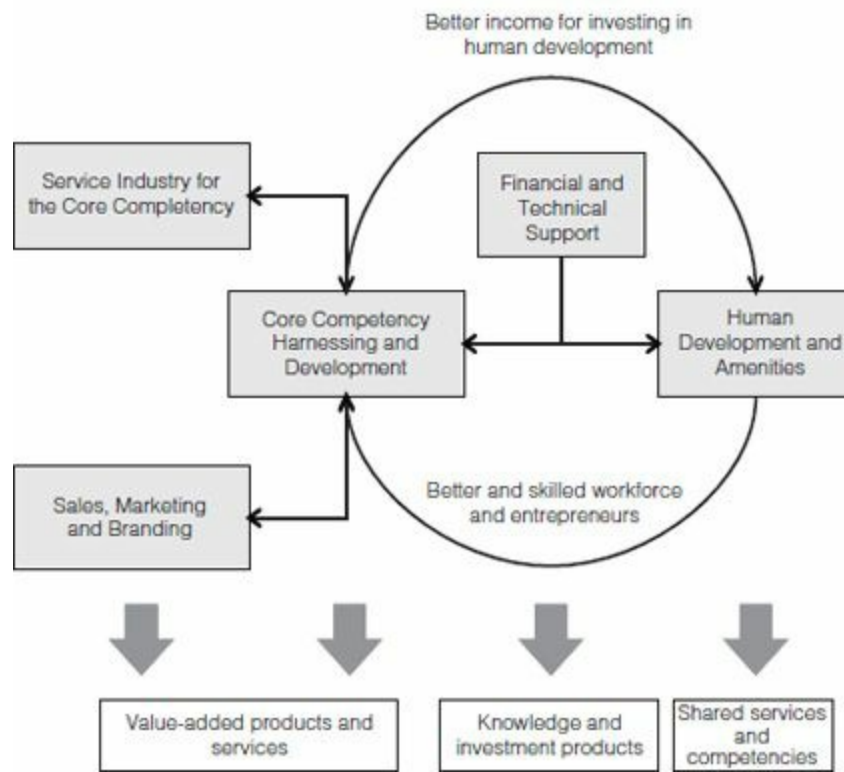 Better income for investing in
human development
Service Industry for
the Core Completency
Financial and
Technical
Support
Core Competency
Harnessing and
Development
Human
Development and
Amenities
Sales, Marketing
and Branding
Better and skilled workforce
and entrepreneurs
Value-added products and
services
Knowledge and
investment products
Shared services
and
competencies